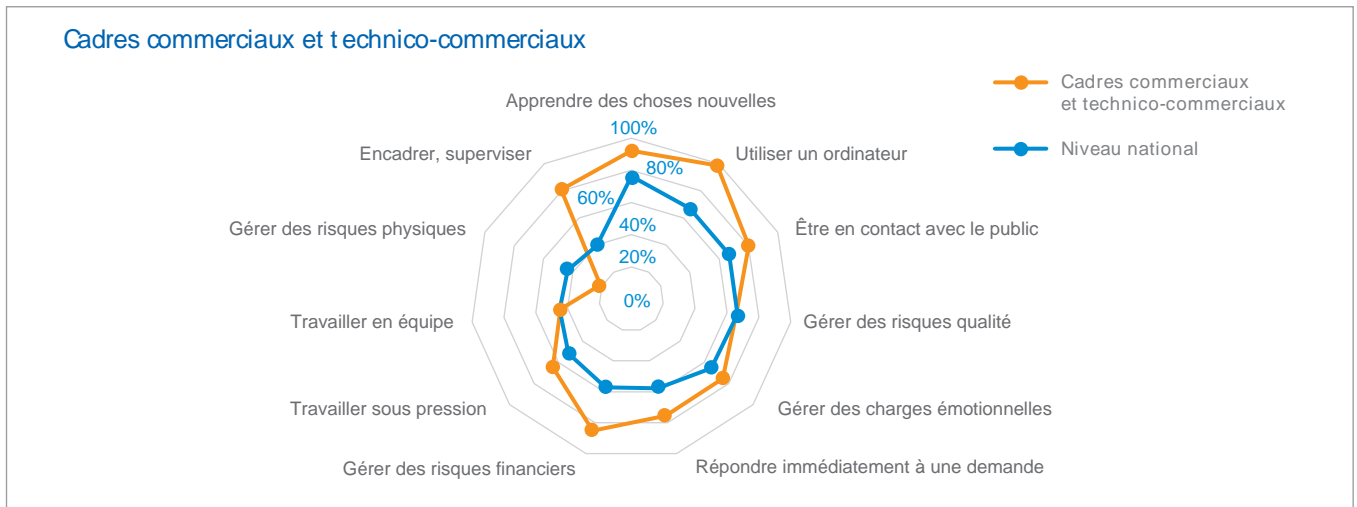 Cadres commerciaux et technico-commerciaux
Cadres commerciaux
et technico-commerciaux
Niveau national
Apprendre des choses nouvelles
100%
Encadrer, superviser
Utiliser un ordinateur
80%
60%
Gérer des risques physiques
Être en contact avec le public
40%
20%
0%
Travailler en équipe
Gérer des risques qualité
Travailler sous pression
Gérer des charges émotionnelles
Gérer des risques financiers
Répondre immédiatement à une demande